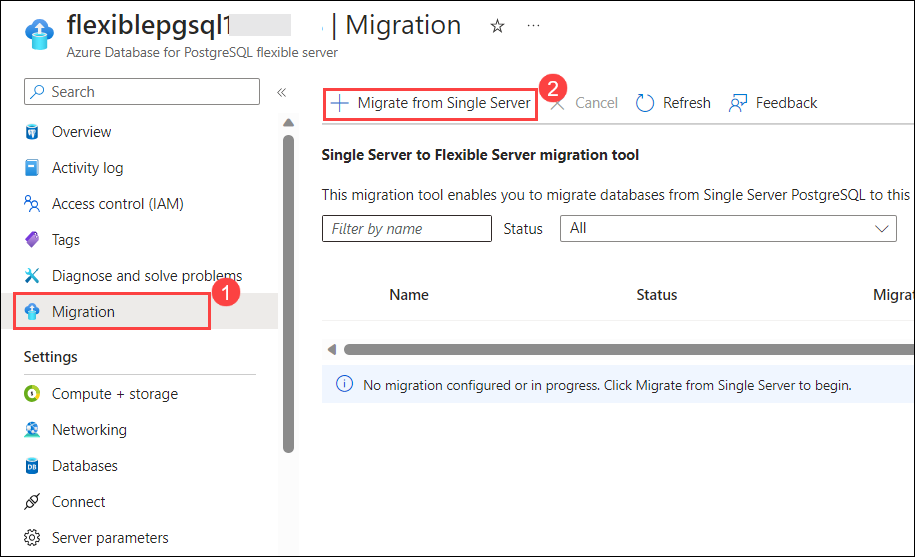 flexiblepgsql1 | Migration
Azure Database for PostgreSQL flexible server
Search
Overview
Activity log
Access control (IAM)
Tags
Diagnose and solve problems
Migration
1
Settings
Compute + storage
Networking
Databases
Connect
Server parameters
Migrate from Single Server
2
Cancel
Refresh
Feedback
Single Server to Flexible Server migration tool
This migration tool enables you to migrate databases from Single Server PostgreSQL to this
Filter by name
Status
All
Name
Status
Migrat
No migration configured or in progress. Click Migrate from Single Server to begin.